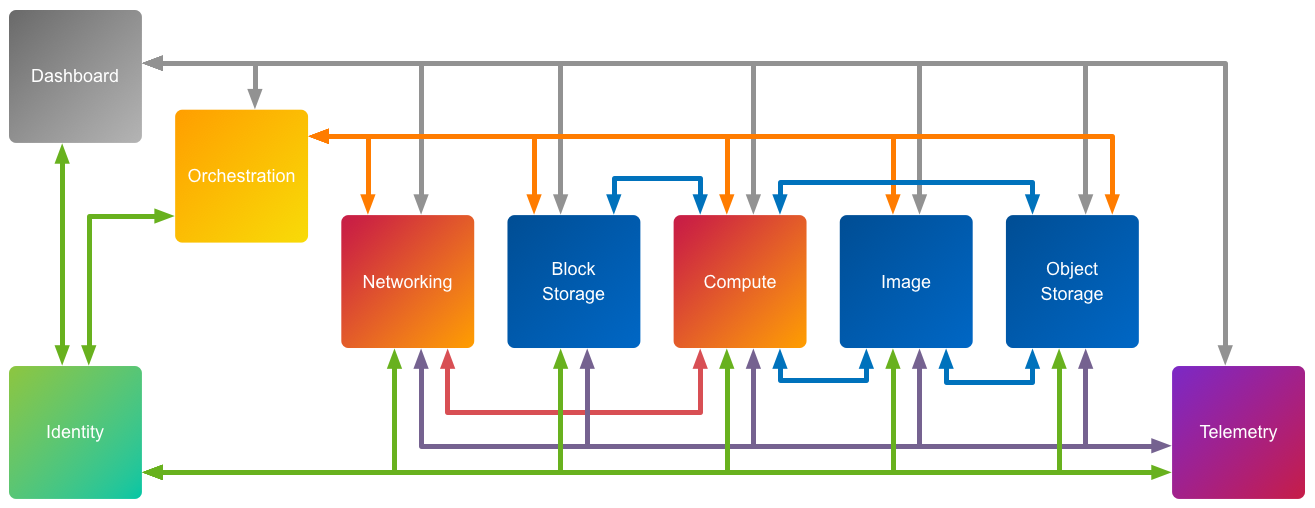 Dashboard
Orchestration
Networking
Block
Storage
Compute
Image
Object
Storage
Identity
Telemetry